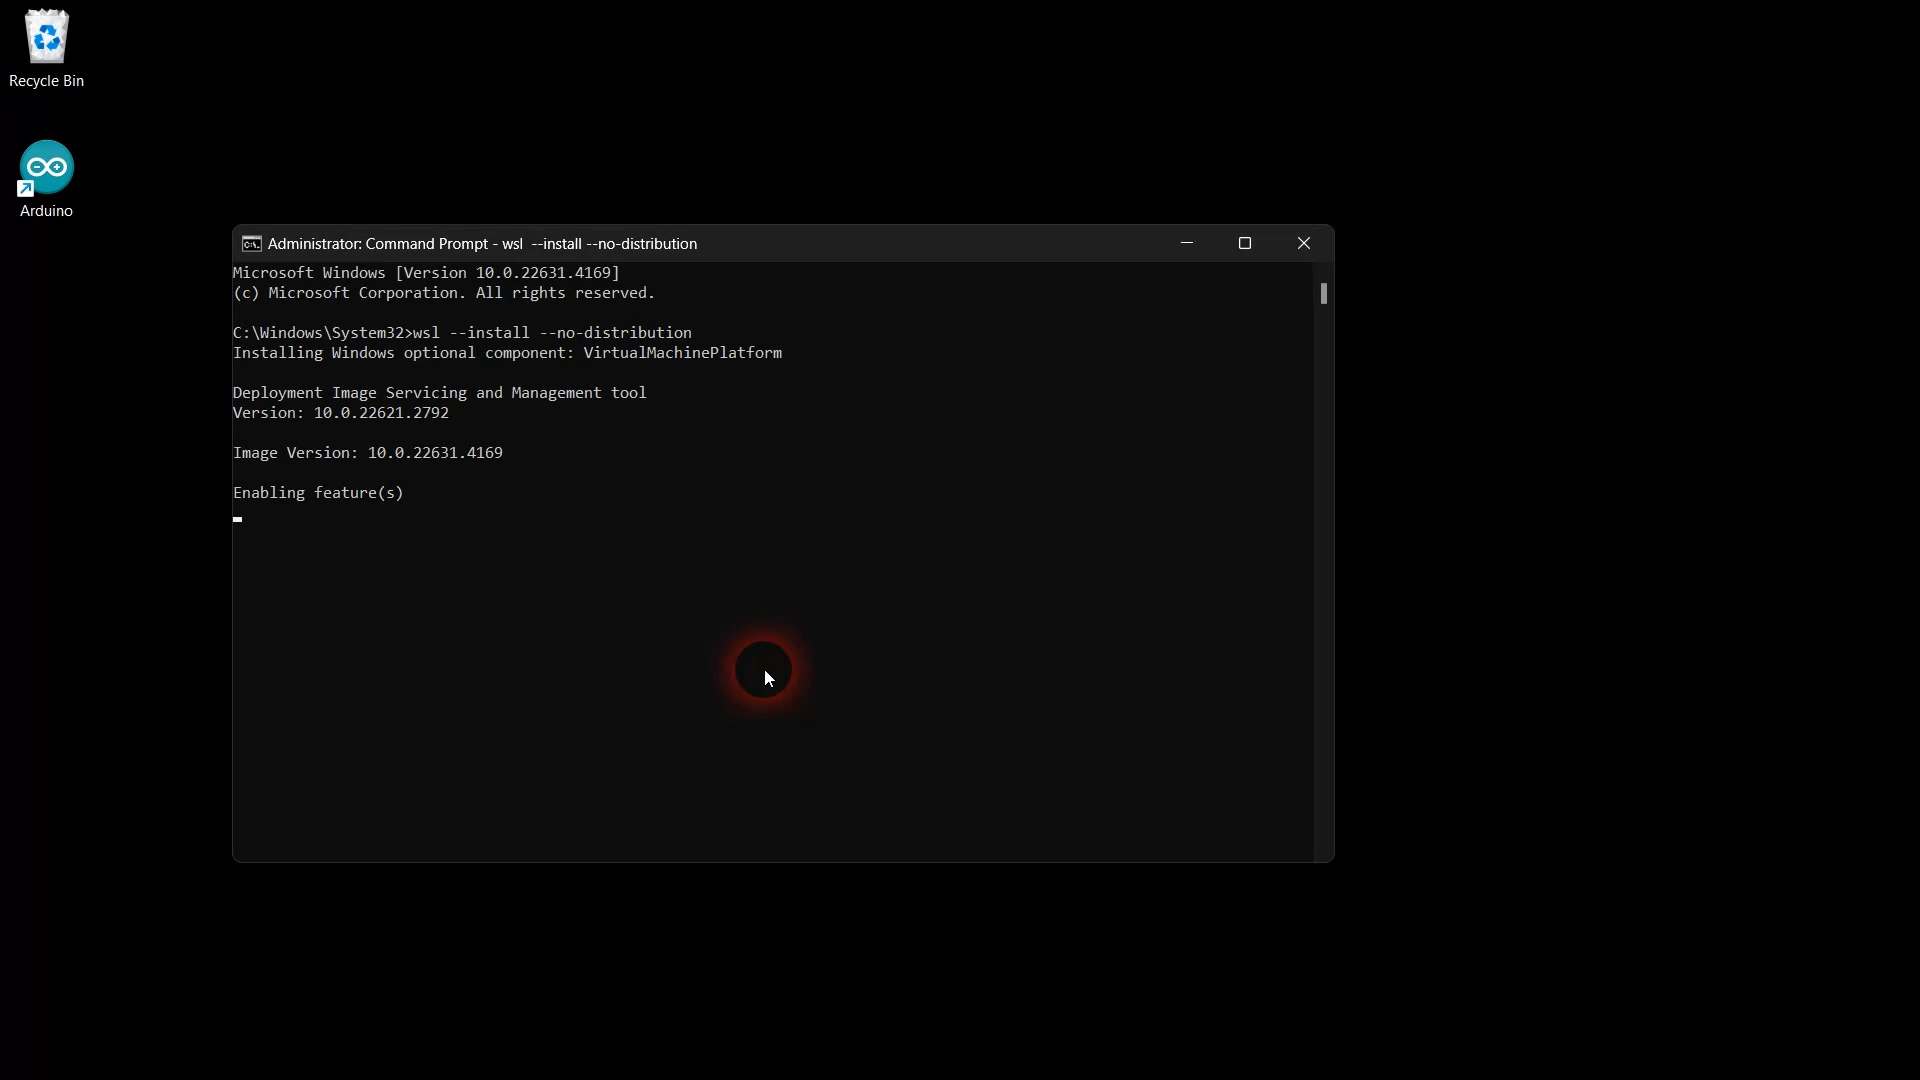 Recycle Bin
Arduino
Administrator: Command Prompt - wsl  --install --no-distribution
Microsoft Windows [Version 10.0.22631.4169]
(c) Microsoft Corporation. All rights reserved.
C:\Windows\System32>wsl --install --no-distribution
Installing Windows optional component: VirtualMachinePlatform
Deployment Image Servicing and Management tool
Version: 10.0.22621.2792
Image Version: 10.0.22631.4169
Enabling feature(s)